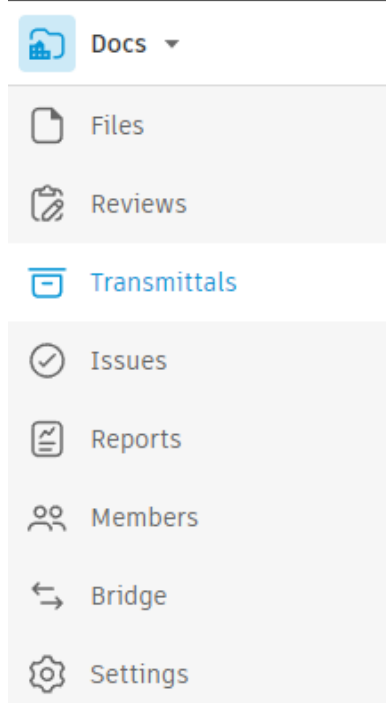 Docs
Files
Reviews
Transmittals
Issues
Reports
Members
Bridge
Settings